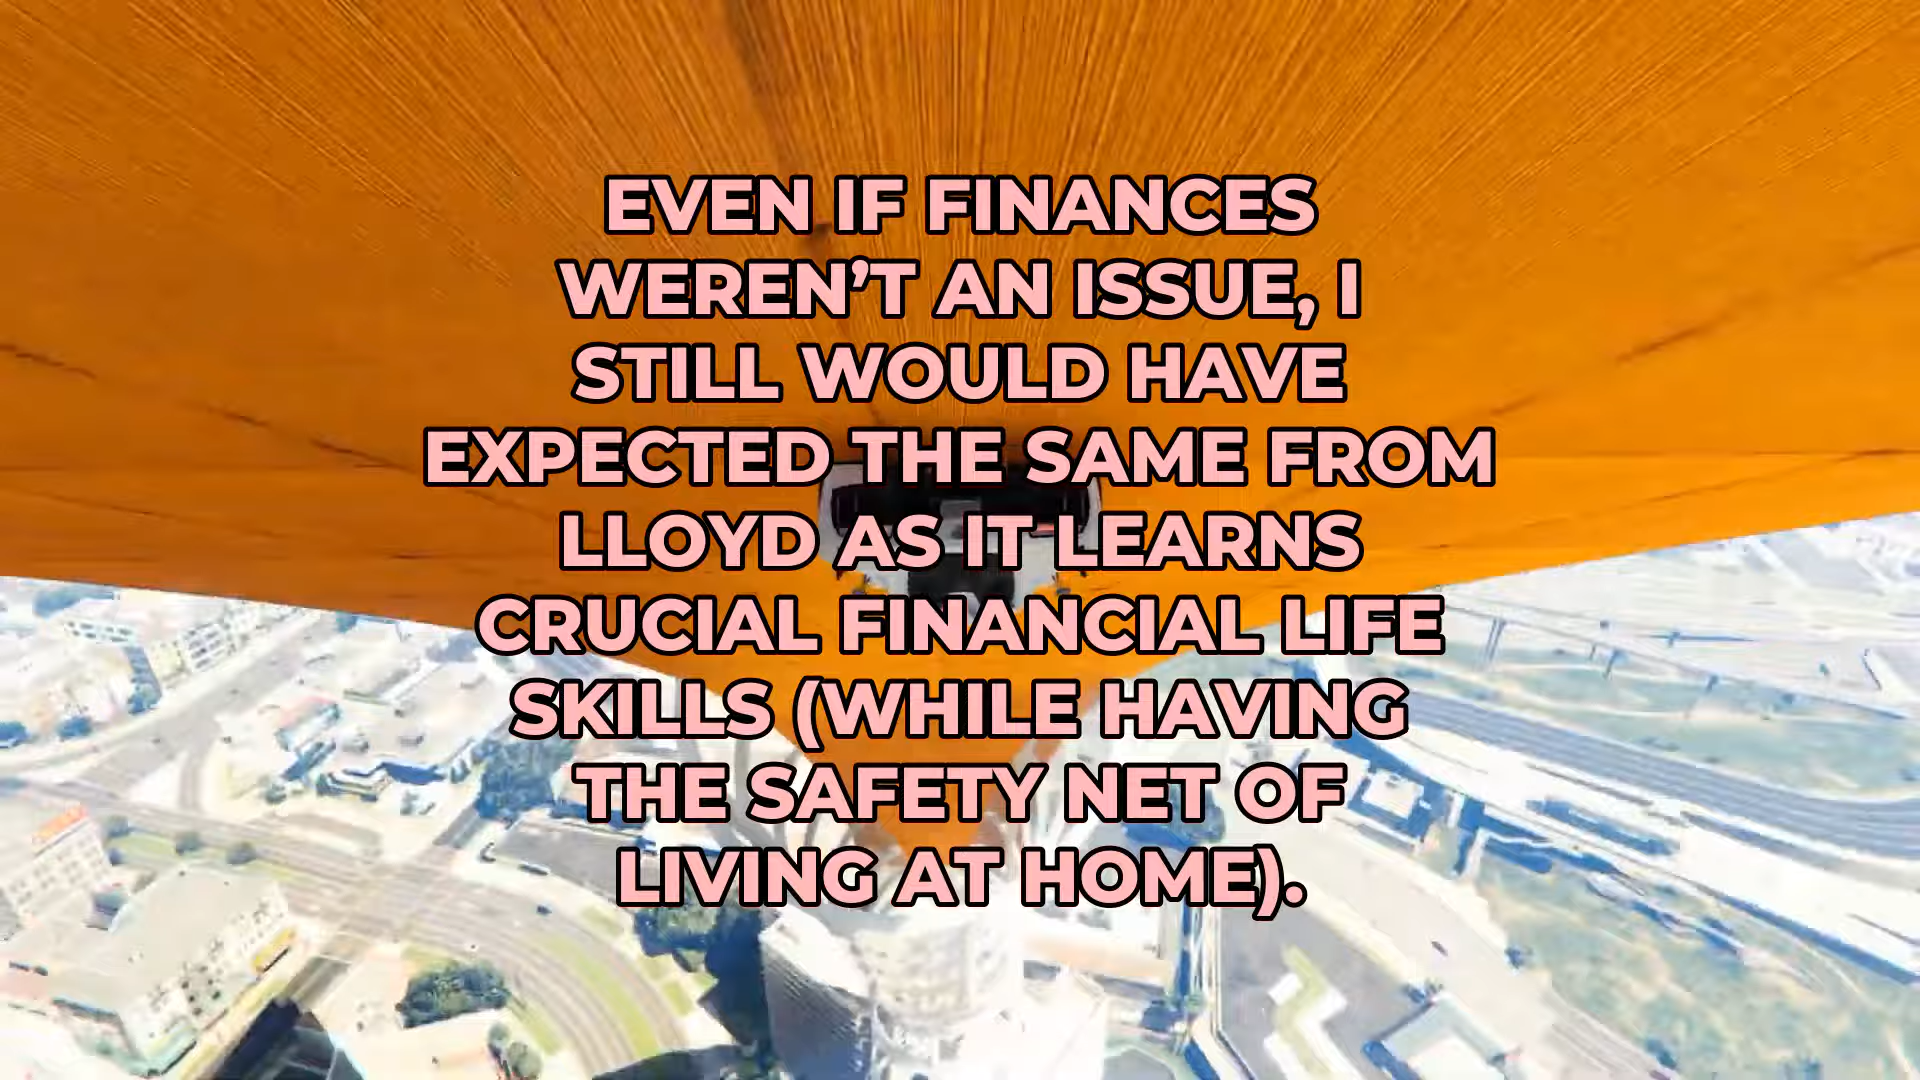 EVEN IF FINANCES
WEREN’T AN ISSUE, I
STILL WOULD HAVE
EXPECTED THE SAME FROM
LLOYD AS IT LEARNS
CRUCIAL FINANCIAL LIFE
SKILLS (WHILE HAVING
THE SAFETY NET OF
LIVING AT HOME).